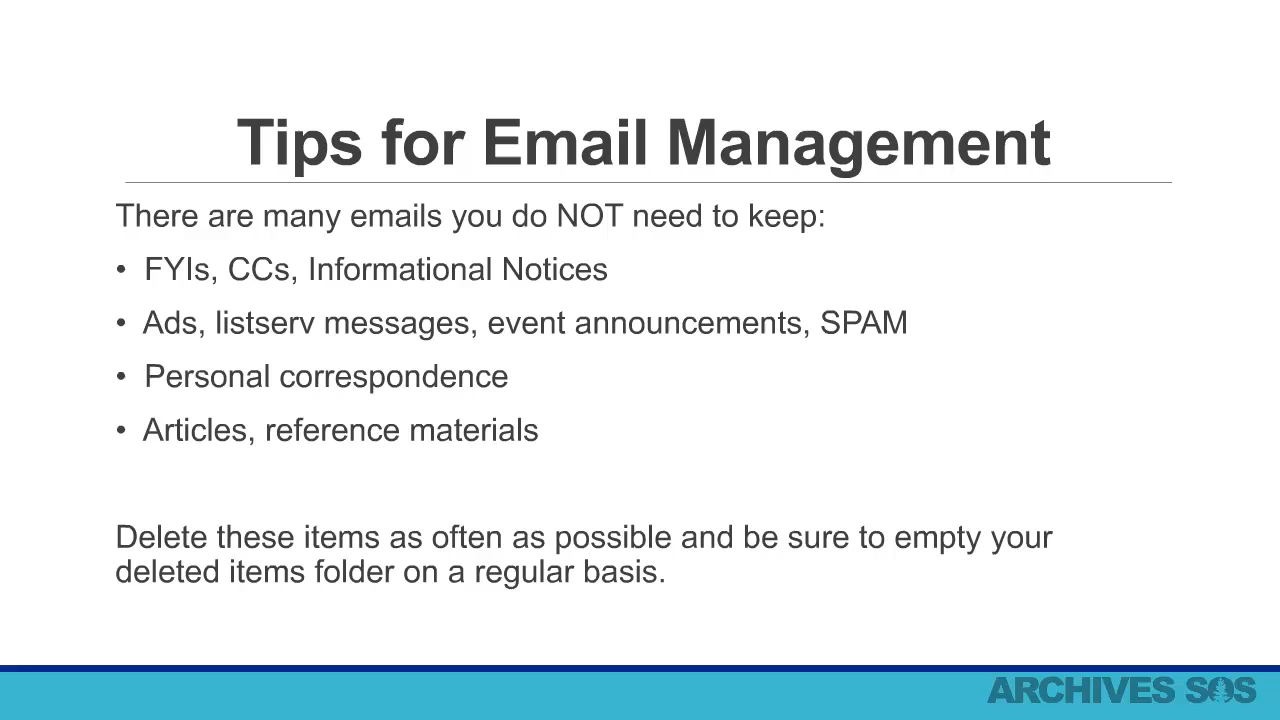 Tips for Email Management
There are many emails you do NOT need to keep:
• FYIs, CCs, Informational Notices
• Ads, listserv messages, event announcements, SPAM
• Personal correspondence
• Articles, reference materials
Delete these items as often as possible and be sure to empty your
deleted items folder on a regular basis.
ARCHIVES SOS